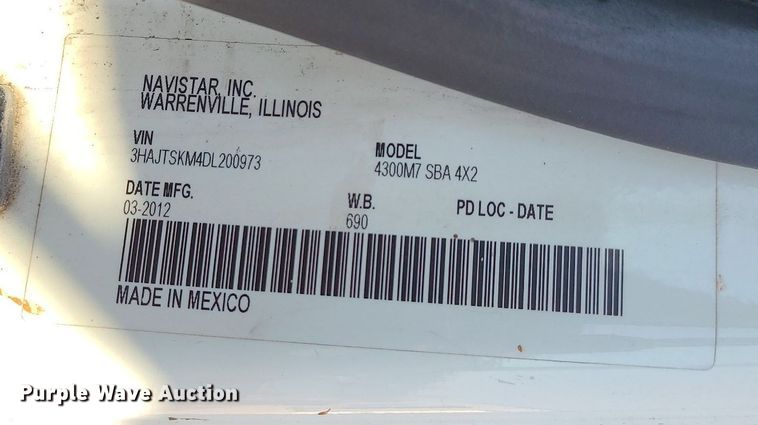 NAVISTAR, INC.
WARRENVILLE, ILLINOIS
VIN
3HAJTSKM4DL200973
MODEL
4300M7 SBA 4X2
DATE MFG.
03-2012
W.B.
690
PD LOC - DATE
MADE IN MEXICO
Purple Wave Auction